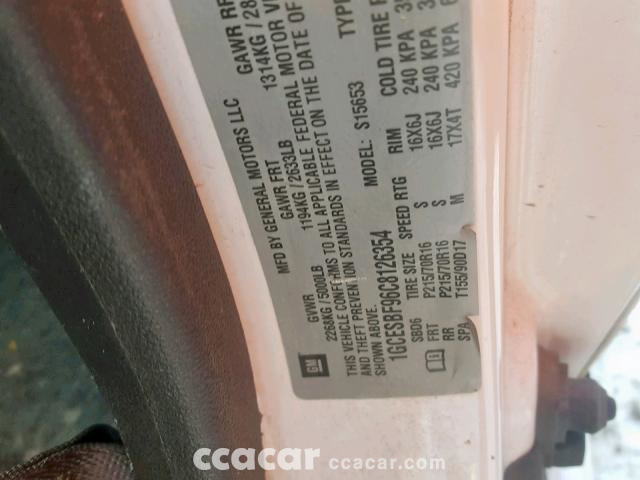 GM
MFD BY GENERAL MOTORS LLC
GVWR GAWR FRT GAWR RR
2268KG / 5000LB 1194KG / 2633LB 1314KG / 28
THIS VEHICLE CONFORMS TO ALL APPLICABLE FEDERAL MOTOR VE
AND THEFT PREVENTION STANDARDS IN EFFECT ON THE DATE OF
SHOWN ABOVE.
1GCESBF96C8126354 MODEL: S15653 TYPE
SBD6 TIRE SIZE SPEED RTG RIM COLD TIRE
FRT P215/70R16 S 16X6J 240 KPA
RR P215/70R16 S 16X6J 240 KPA
SPA T155/90D17 M 17X4T 420 KPA
ccacar ccacar.com